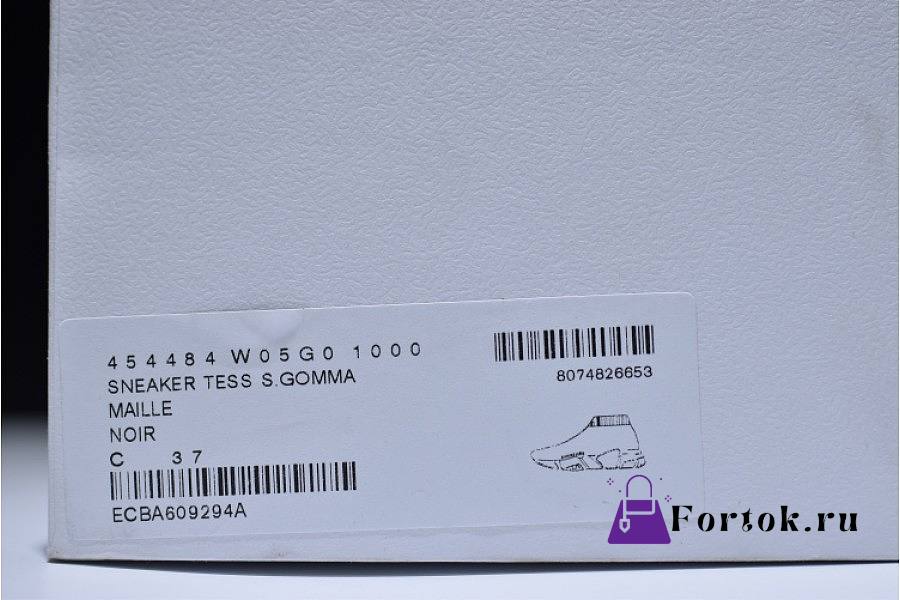 454484 W05G0 1000
SNEAKER TESS S.GOMMA
MAILLE
NOIR
C 37
ECBA609294A
8074826653
Fortok.ru